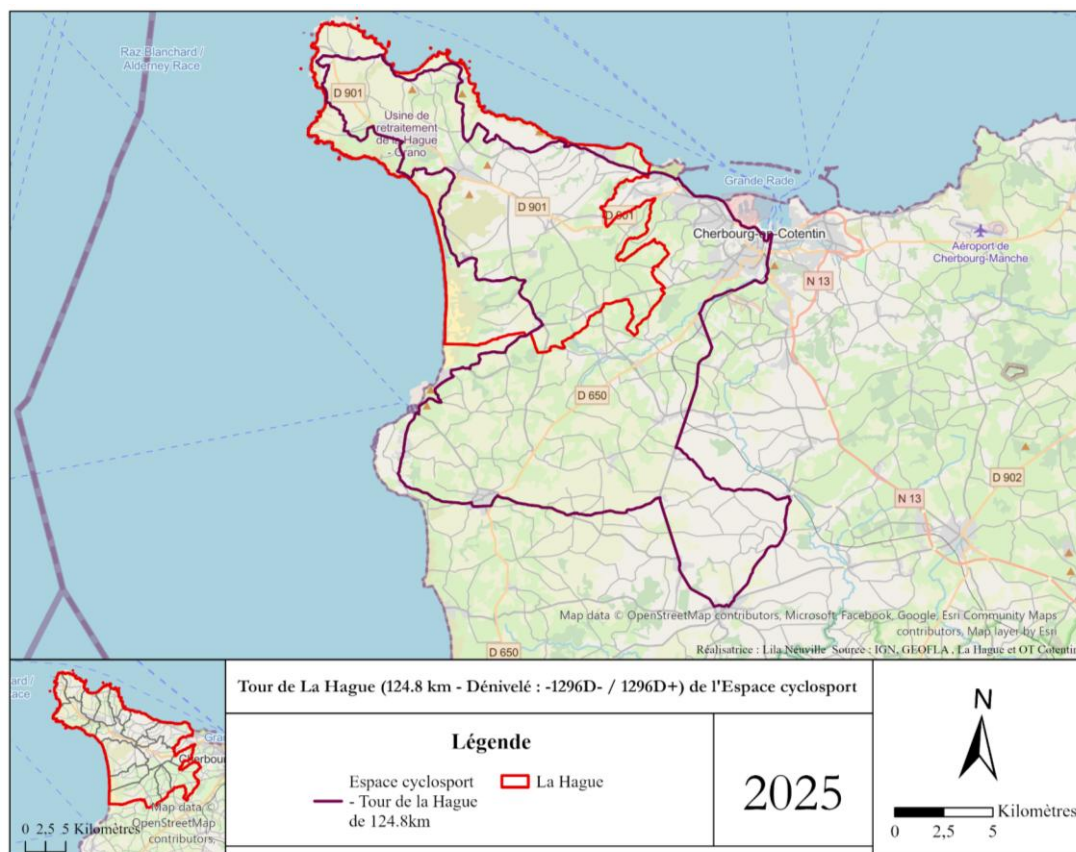 Raz Blanchard /
Alderney Race
D 901
Usine de
retraitement
de la Hague
- Orano
D 901
D 901
Grande Rade
Cherbourg-en-Cotentin
Aéroport de
Cherbourg-Manche
N 13
D 650
D 902
N 13
D 650
Map data © OpenStreetMap contributors, Microsoft, Facebook, Google, Esri Community Maps
contributors, Map layer by Esri
Réalisatrice : Lila Neuville Source : IGN, GEOFLA , La Hague et OT Cotentin
ard /
Race
Gran
Cherbour
Map data ©
OpenStreetMap
contributors
0 2,5 5 Kilomètres
Tour de La Hague (124.8 km - Dénivelé : -1296D- / 1296D+) de l'Espace cyclosport
Légende
Espace cyclosport
- Tour de la Hague
de 124.8km
La Hague
2025
N
Kilomètres
0 2,5 5